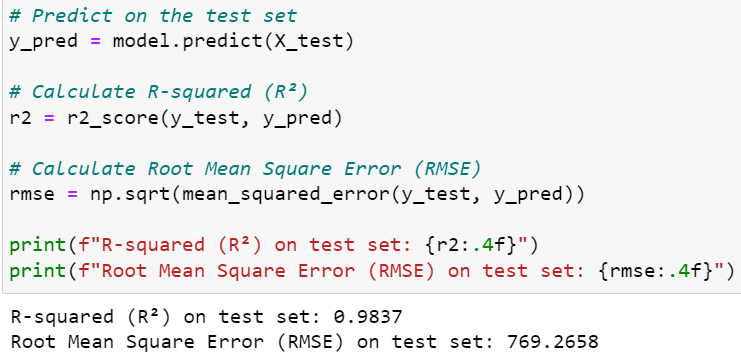 # Predict on the test set
y_pred = model.predict(X_test)
# Calculate R-squared (R²)
r2 = r2_score(y_test, y_pred)
# Calculate Root Mean Square Error (RMSE)
rmse = np.sqrt(mean_squared_error(y_test, y_pred))
print(f"R-squared (R²) on test set: {r2:.4f}")
print(f"Root Mean Square Error (RMSE) on test set: {rmse:.4f}")
R-squared (R²) on test set: 0.9837
Root Mean Square Error (RMSE) on test set: 769.2658